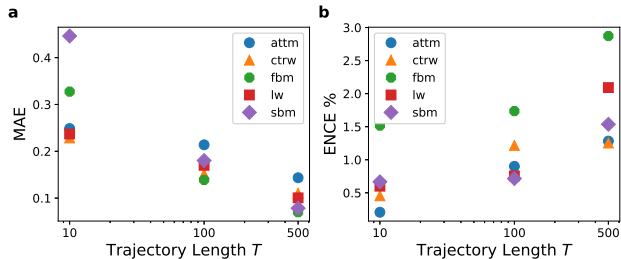 a
MAE
0.4
0.3
0.2
0.1
10
100
500
Trajectory Length T
attm
ctrw
fbm
lw
sbm
b
ENCE %
3.0
2.5
2.0
1.5
1.0
0.5
10
100
500
Trajectory Length T
attm
ctrw
fbm
lw
sbm